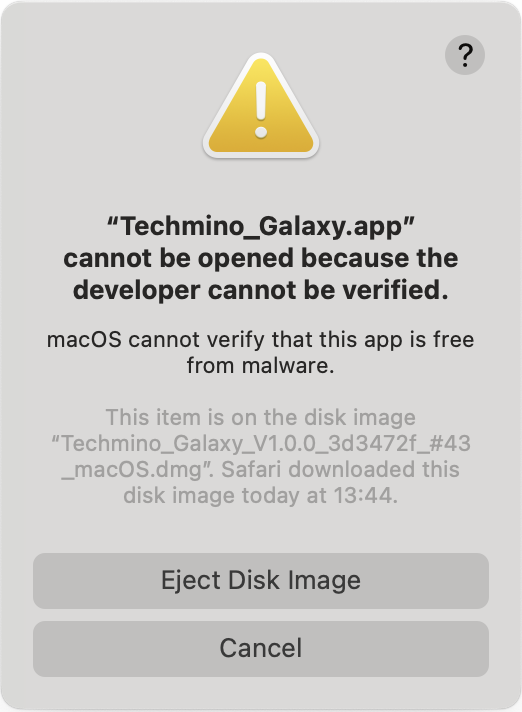 ?
“Techmino_Galaxy.app”
cannot be opened because the
developer cannot be verified.
macOS cannot verify that this app is free
from malware.
This item is on the disk image
“Techmino_Galaxy_V1.0.0_3d3472f_#43
_macOS.dmg”. Safari downloaded this
disk image today at 13:44.
Eject Disk Image
Cancel